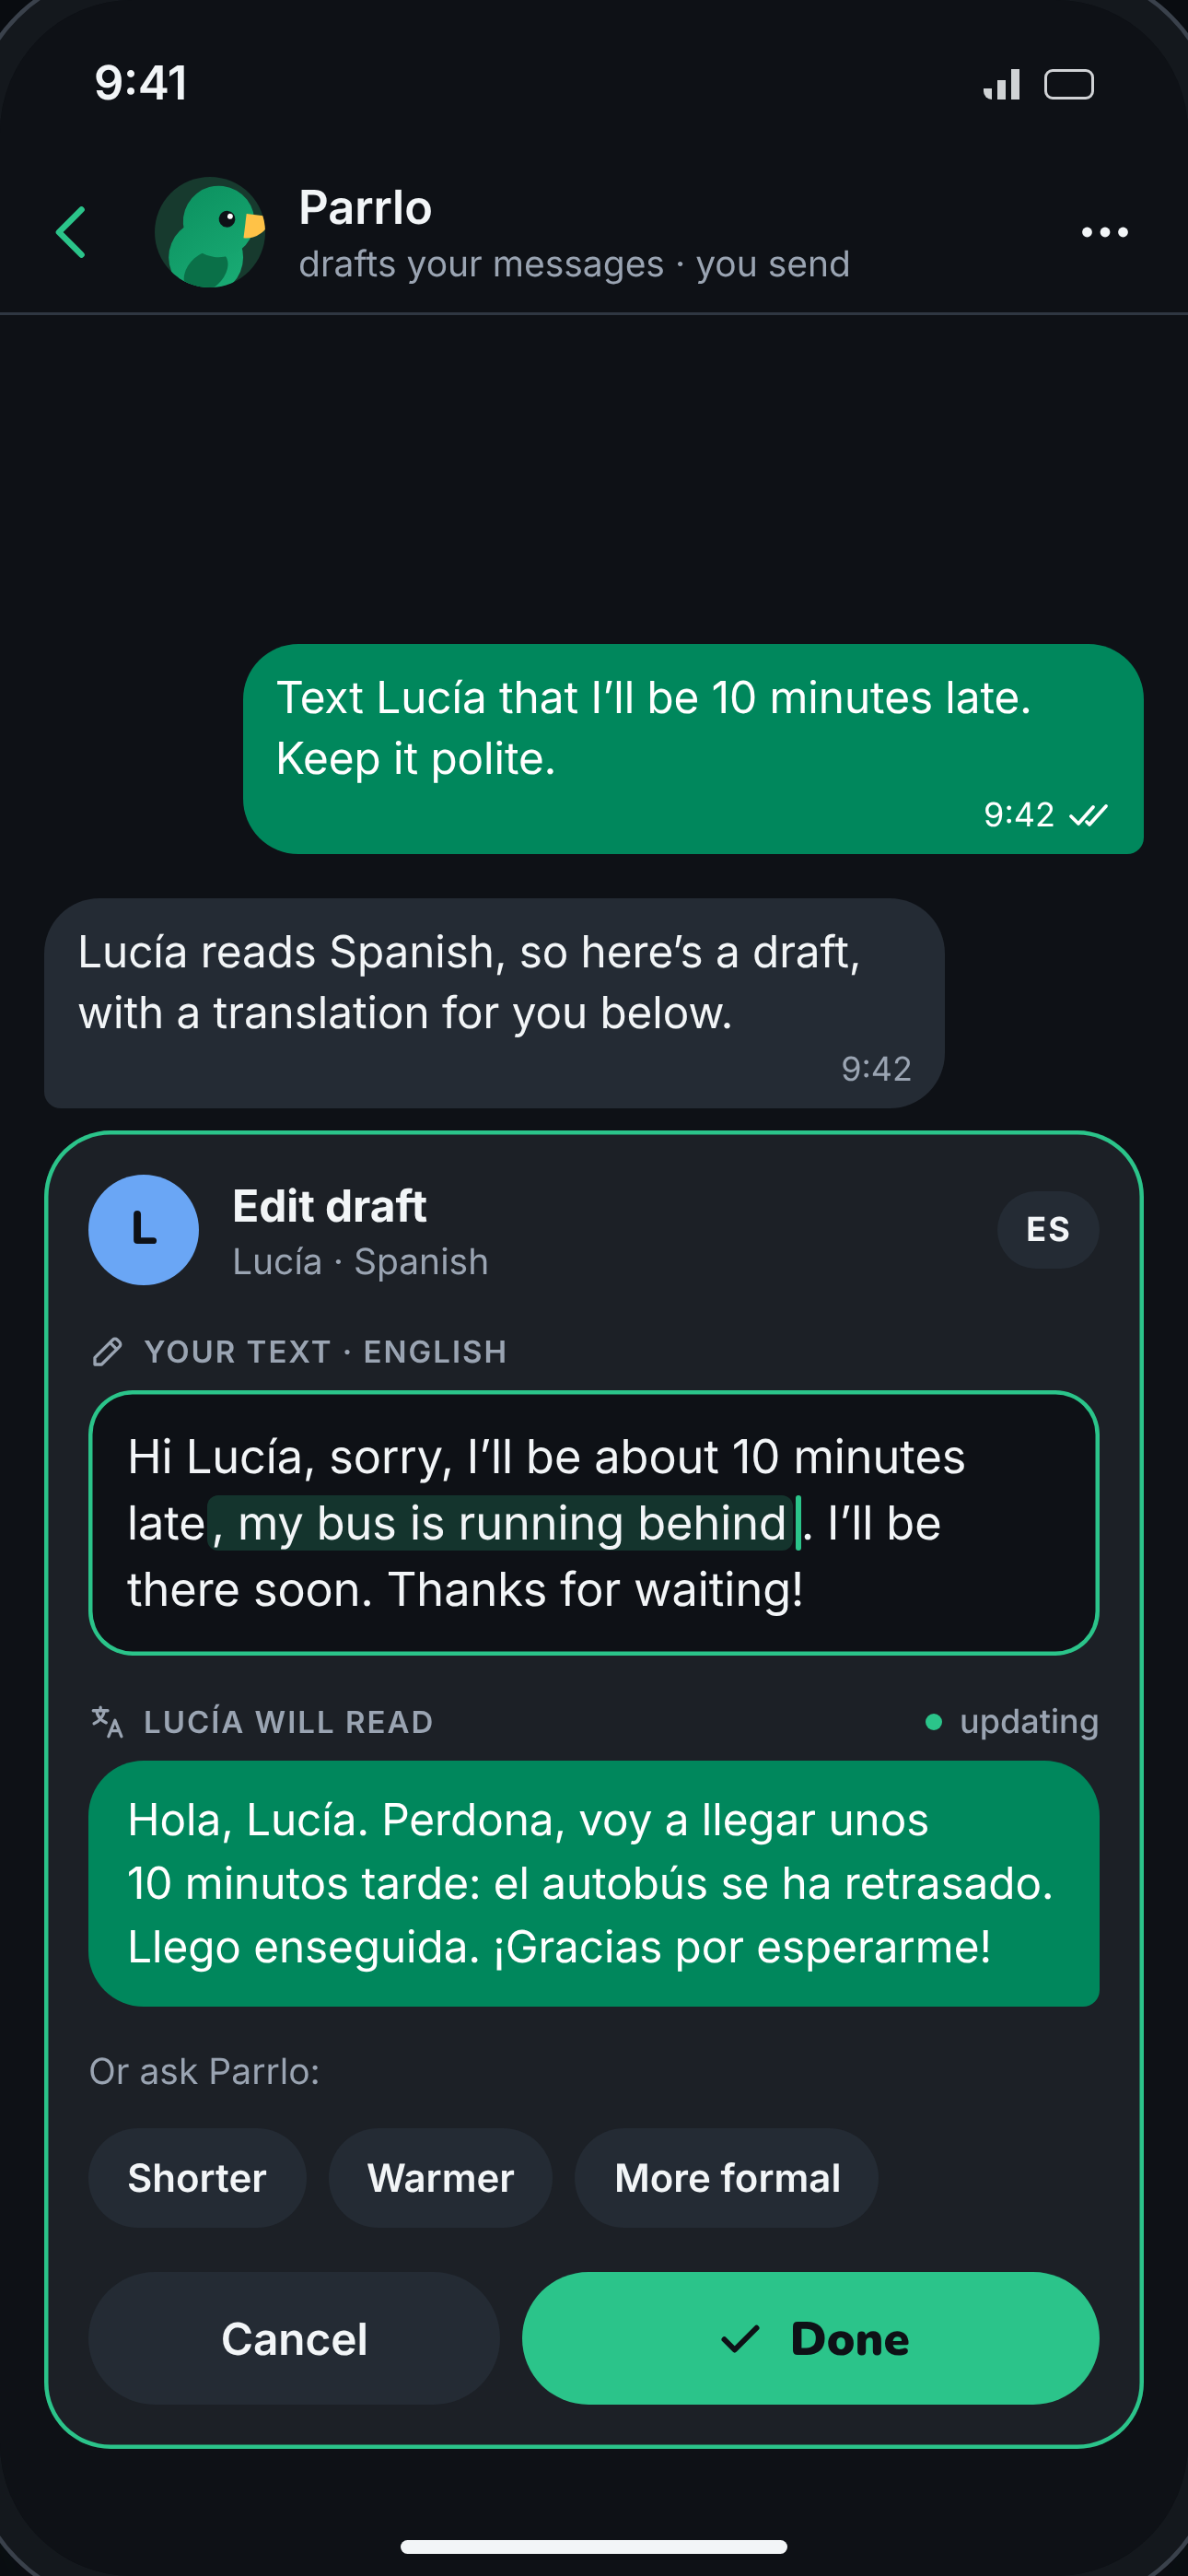 9:41
Parrlo
drafts your messages · you send
Text Lucía that I’ll be 10 minutes late.
Keep it polite.
9:42
Lucía reads Spanish, so here’s a draft,
with a translation for you below.
9:42
L
Edit draft
Lucía · Spanish
ES
YOUR TEXT · ENGLISH
Hi Lucía, sorry, I’ll be about 10 minutes
late, my bus is running behind. I’ll be
there soon. Thanks for waiting!
LUCÍA WILL READ
updating
Hola, Lucía. Perdona, voy a llegar unos
10 minutos tarde: el autobús se ha retrasado.
Llego enseguida. ¡Gracias por esperarme!
Or ask Parrlo:
Shorter
Warmer
More formal
Cancel
Done